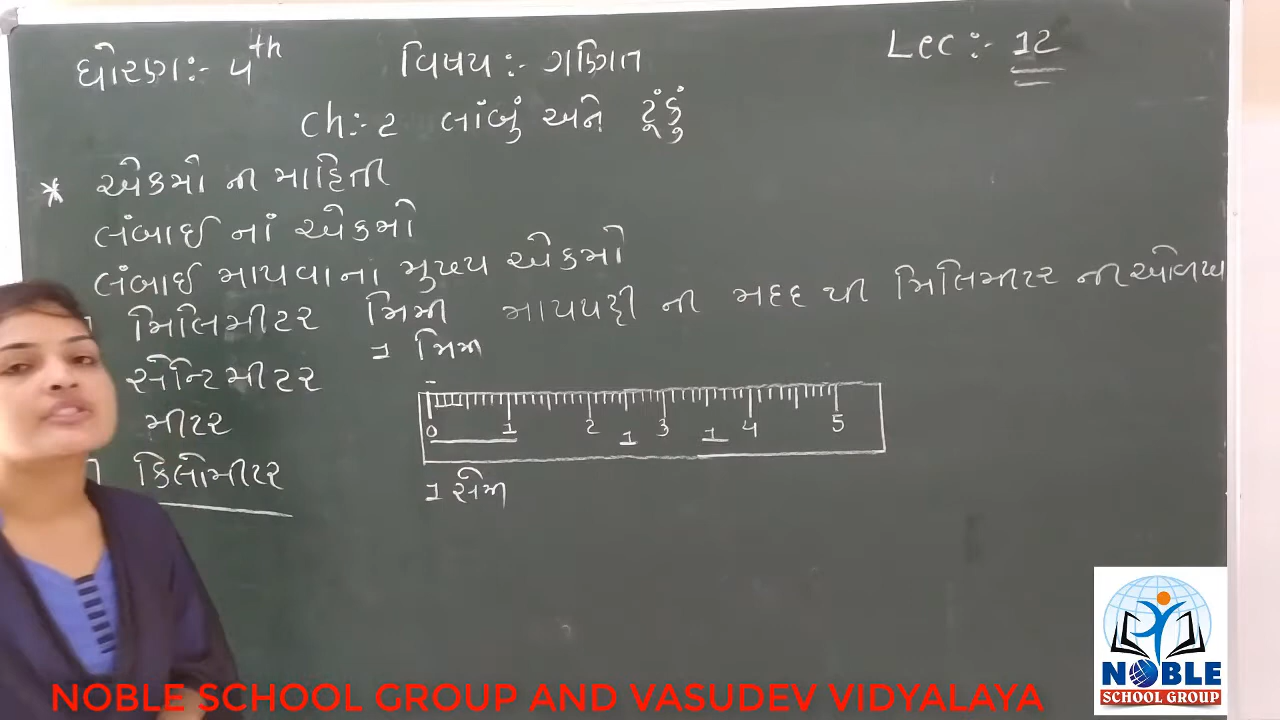 ધોરણ:- ૫th વિષય:- ગણિત Lec:- 12
ch:- 2 લાંબું અને ટૂંકું
* એકમો ની માહિતી
લંબાઈ નાં એકમો
લંબાઈ માપવાના મુખ્ય એકમો
મિલિમીટર મિમી માપપટ્ટી ની મદદ થી મિલિમીટર ની ઓળખ
1 મિમી
સેન્ટિમીટર
મીટર
0 1 2 1 3 1 4 5
કિલોમીટર
1 સેમી
NOBLE
SCHOOL GROUP
NOBLE SCHOOL GROUP AND VASUDEV VIDYALAYA